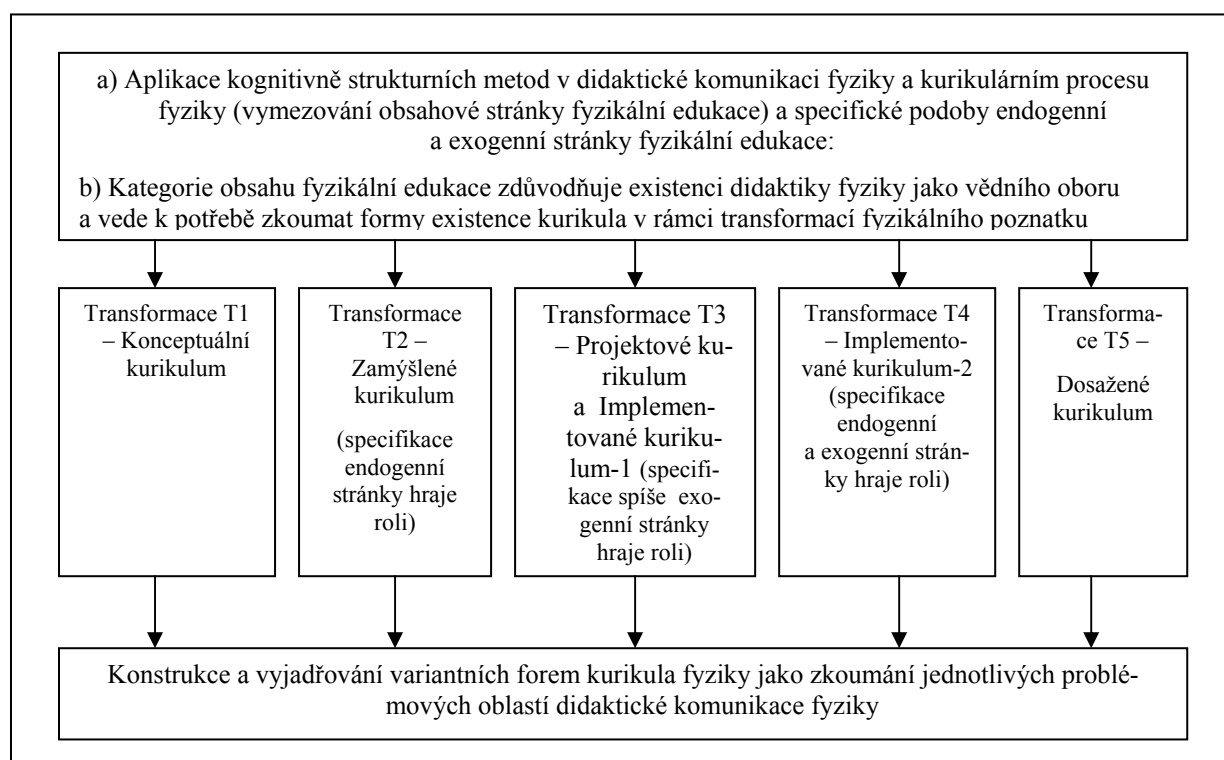 a) Aplikace kognitivně strukturních metod v didaktické komunikaci fyziky a kurikulárním procesu
fyziky (vymezování obsahové stránky fyzikální edukace) a specifické podoby endogenní
a exogenní stránky fyzikální edukace:
b) Kategorie obsahu fyzikální edukace zdůvodňuje existenci didaktiky fyziky jako vědního oboru
a vede k potřebě zkoumat formy existence kurikula v rámci transformací fyzikálního poznatku
Transformace T1
– Konceptuální
kurikulum
Transformace
T2 –
Zamýšlené
kurikulum
(specifikace
endogenní
stránky hraje
roli)
Transformace T3
– Projektové ku-
rikulum
a Implemen-
tované kuriku-
lum-1 (specifi-
kace spíše exo-
genní stránky
hraje roli)
Transformace T4
– Implemento-
vané kurikulum-2
(specifikace
endogenní
a exogenní strán-
ky hraje roli)
Transforma-
ce T5 –
Dosažené
kurikulum
Konstrukce a vyjadřování variantních forem kurikula fyziky jako zkoumání jednotlivých problé-
mových oblastí didaktické komunikace fyziky